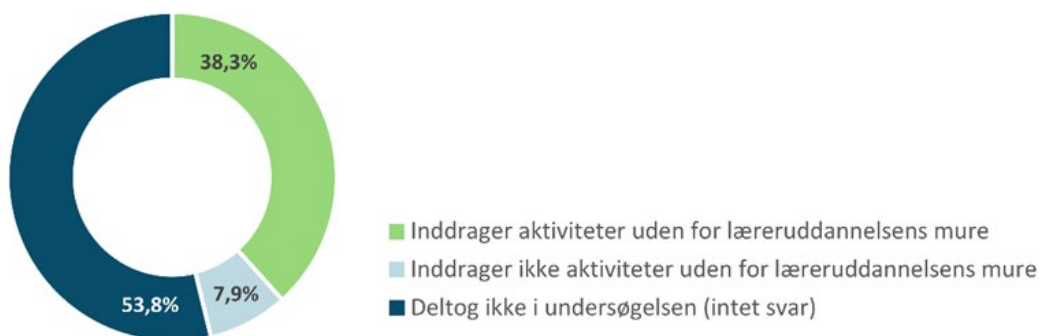 38,3%
7,9%
53,8%
Inddrager aktiviteter uden for læreruddannelsens mure
Inddrager ikke aktiviteter uden for læreruddannelsens mure
Deltog ikke i undersøgelsen (intet svar)